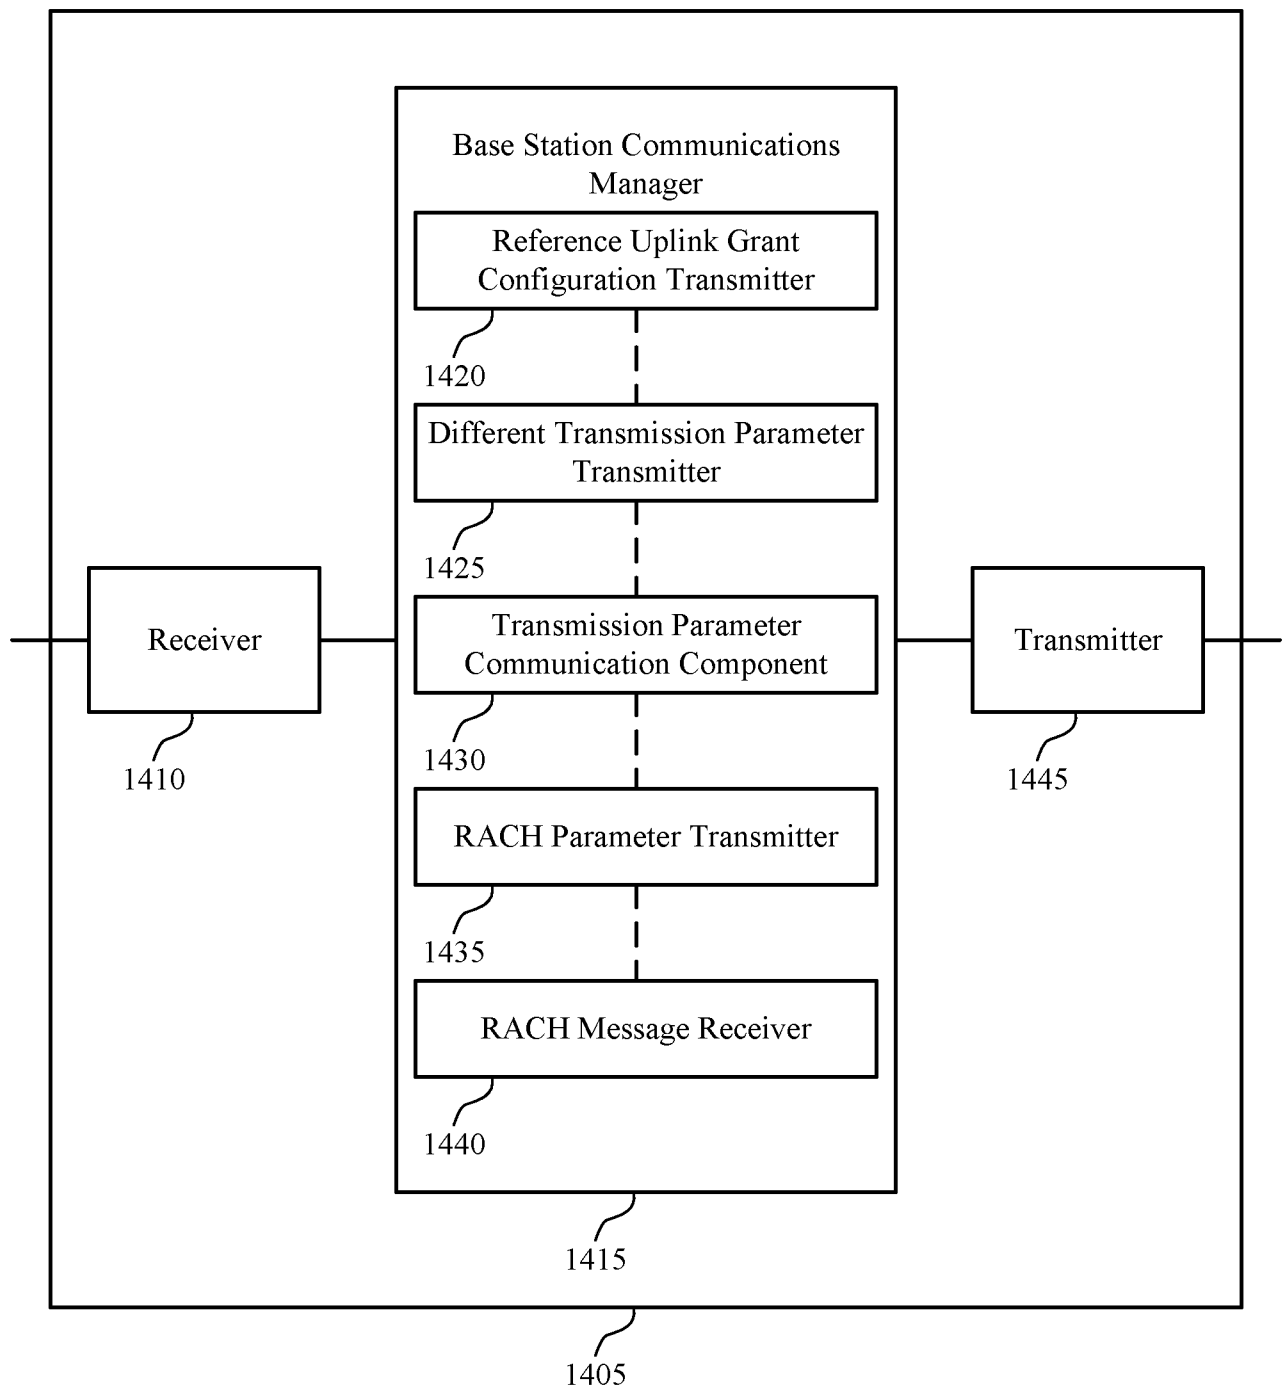 Base Station Communications
Manager
Reference Uplink Grant
Configuration Transmitter
1420
Different Transmission Parameter
Transmitter
1425
Receiver
1410
Transmission Parameter
Communication Component
1430
Transmitter
1445
RACH Parameter Transmitter
1435
RACH Message Receiver
1440
1415
1405